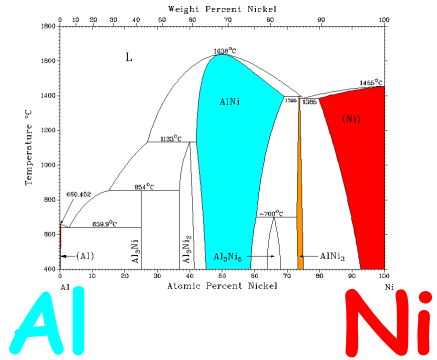 Weight Percent Nickel
0 10 20 30 40 50 60 70 80 90 100
1800
1638°C
L
1600
1455°C
AlNi
1395
1385
1400
(Ni)
1200
1133°C
1000
854°C
800
~700°C
660.452
639.9°C
600
Al₃Ni
Al₃Ni₂
(Al)
Al₃Ni₅
AlNi₃
400
Temperature °C
0 10 20 30 40 50 60 70 80 90 100
Al
Atomic Percent Nickel
Ni
Al
Ni